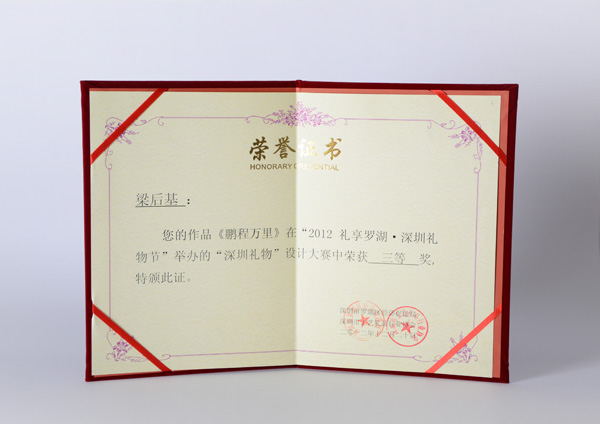 荣誉证书
HONORARY CREDENTIAL
梁后基：
您的作品《鹏程万里》在“2012 礼享罗湖·深圳礼
物节”举办的“深圳礼物”设计大赛中荣获 三等 奖,
特颁此证。